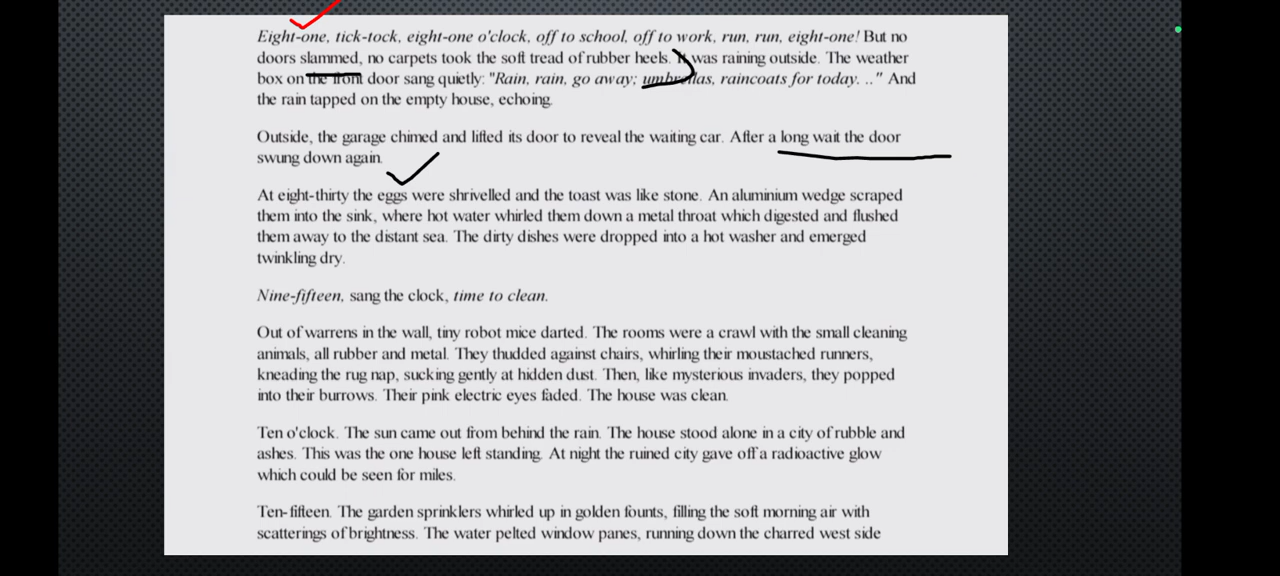 Eight-one, tick-tock, eight-one o'clock, off to school, off to work, run, run, eight-one! But no
doors slammed, no carpets took the soft tread of rubber heels. It was raining outside. The weather
box on the front door sang quietly: "Rain, rain, go away; umbrellas, raincoats for today. .." And
the rain tapped on the empty house, echoing.
Outside, the garage chimed and lifted its door to reveal the waiting car. After a long wait the door
swung down again.
At eight-thirty the eggs were shrivelled and the toast was like stone. An aluminium wedge scraped
them into the sink, where hot water whirled them down a metal throat which digested and flushed
them away to the distant sea. The dirty dishes were dropped into a hot washer and emerged
twinkling dry.
Nine-fifteen, sang the clock, time to clean.
Out of warrens in the wall, tiny robot mice darted. The rooms were a crawl with the small cleaning
animals, all rubber and metal. They thudded against chairs, whirling their moustached runners,
kneading the rug nap, sucking gently at hidden dust. Then, like mysterious invaders, they popped
into their burrows. Their pink electric eyes faded. The house was clean.
Ten o'clock. The sun came out from behind the rain. The house stood alone in a city of rubble and
ashes. This was the one house left standing. At night the ruined city gave off a radioactive glow
which could be seen for miles.
Ten-fifteen. The garden sprinklers whirled up in golden founts, filling the soft morning air with
scatterings of brightness. The water pelted window panes, running down the charred west side